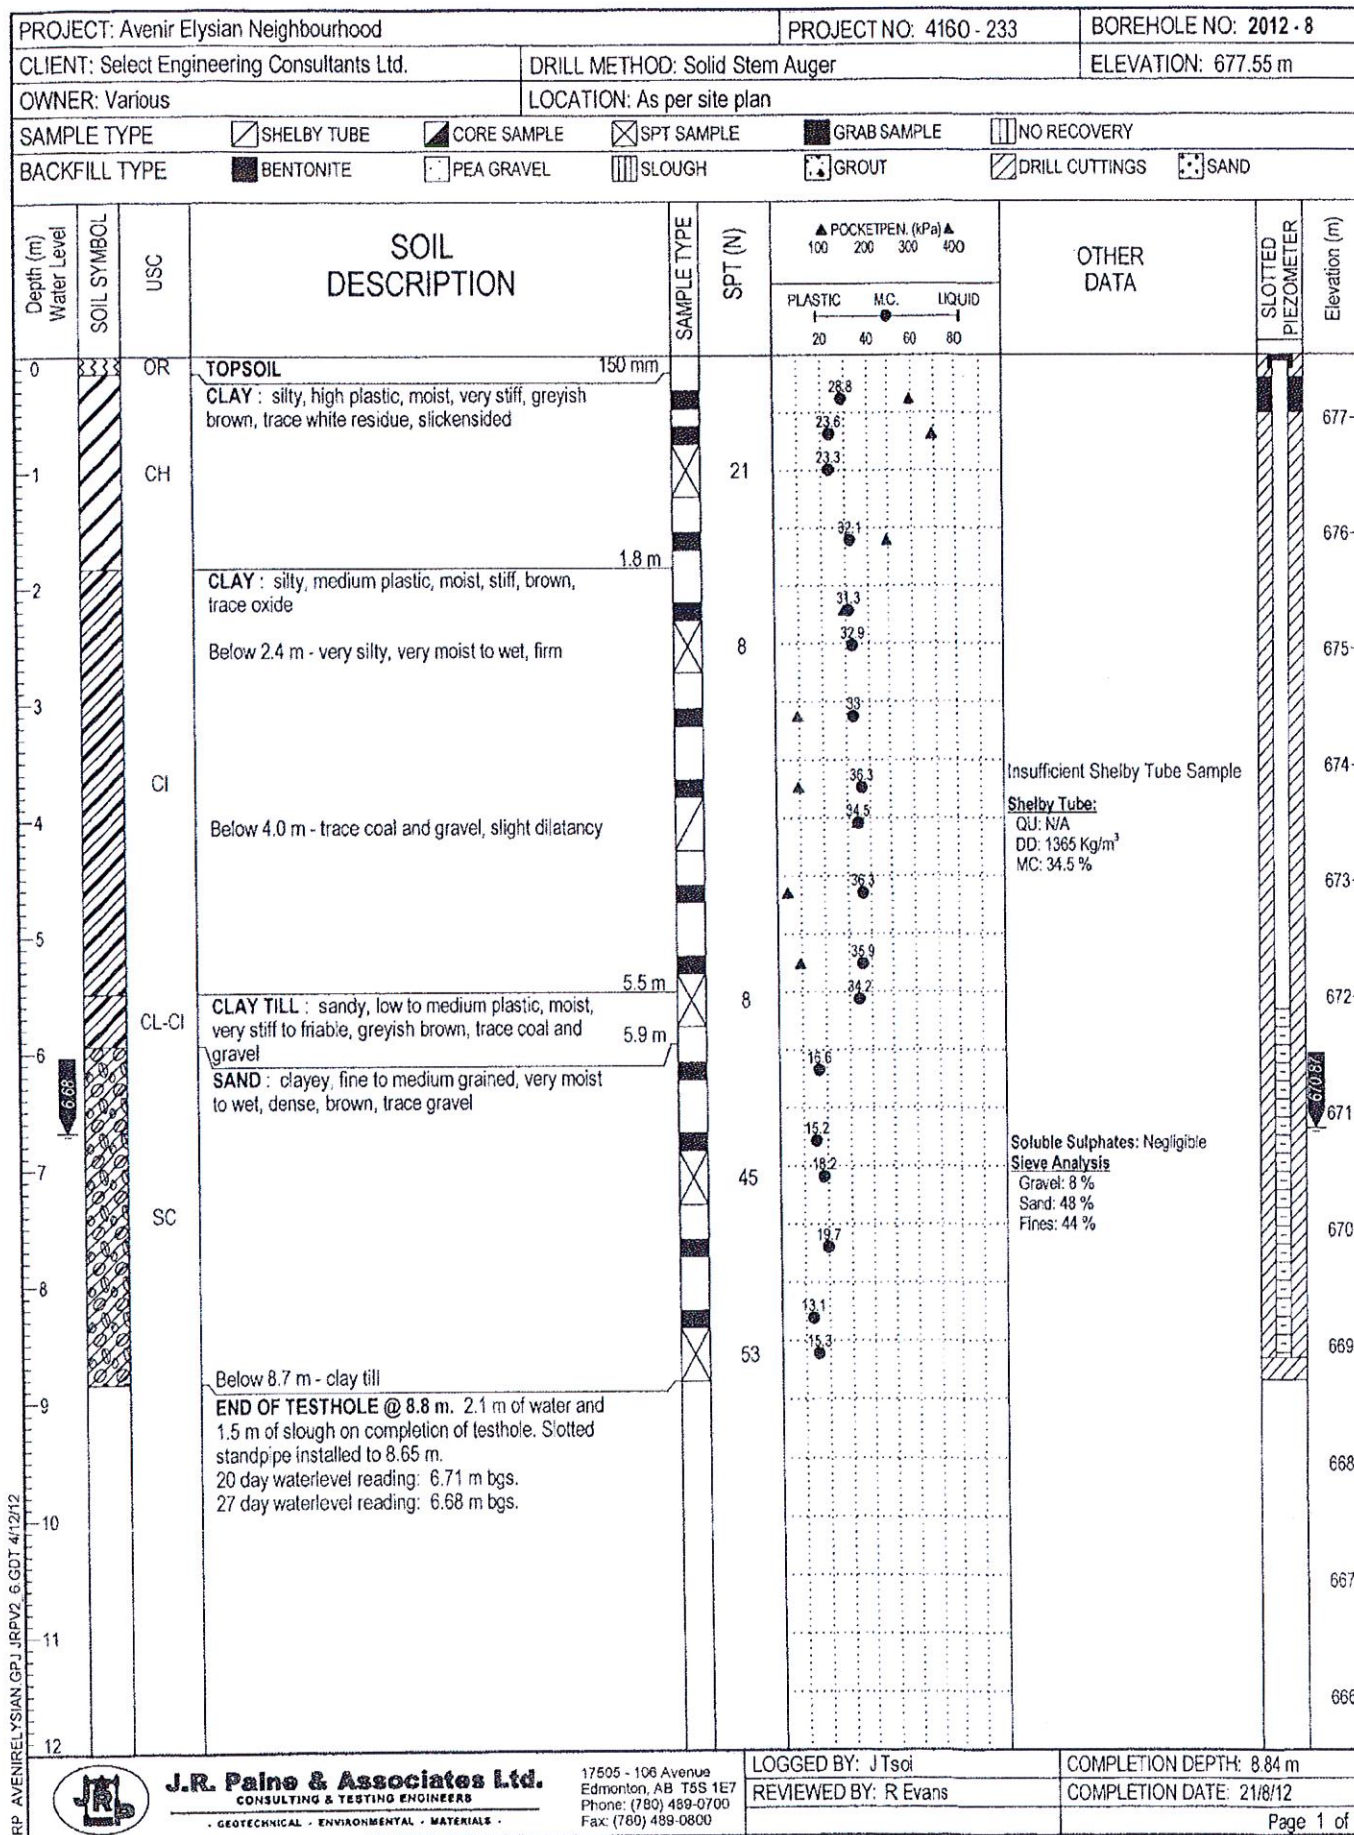 PROJECT: Avenir Elysian Neighbourhood
PROJECT NO: 4160 - 233
BOREHOLE NO: 2012 - 8
CLIENT: Select Engineering Consultants Ltd.
DRILL METHOD: Solid Stem Auger
ELEVATION: 677.55 m
OWNER: Various
LOCATION: As per site plan
SAMPLE TYPE
SHELBY TUBE
CORE SAMPLE
SPT SAMPLE
GRAB SAMPLE
NO RECOVERY
BACKFILL TYPE
BENTONITE
PEA GRAVEL
SLOUGH
GROUT
DRILL CUTTINGS
SAND
Depth (m)
Water Level
SOIL SYMBOL
USC
SOIL
DESCRIPTION
SAMPLE TYPE
SPT (N)
▲ POCKETPEN. (kPa) ▲
100 200 300 400
PLASTIC M.C. LIQUID
20 40 60 80
OTHER
DATA
SLOTTED
PIEZOMETER
Elevation (m)
0
OR
TOPSOIL 150 mm
CLAY : silty, high plastic, moist, very stiff, greyish
brown, trace white residue, slickensided
28.8
677
23.6
1
CH
21
23.3
32.1
676
1.8 m
CLAY : silty, medium plastic, moist, stiff, brown,
trace oxide
2
31.3
Below 2.4 m - very silty, very moist to wet, firm
8
32.9
675
3
33
CI
36.3
Insufficient Shelby Tube Sample
674
Shelby Tube:
QU: N/A
DD: 1365 Kg/m³
MC: 34.5 %
4
Below 4.0 m - trace coal and gravel, slight dilatancy
34.5
36.3
673
5
35.9
5.5 m
8
34.2
672
CL-CI
CLAY TILL : sandy, low to medium plastic, moist,
very stiff to friable, greyish brown, trace coal and
gravel
5.9 m
6
16.6
SAND : clayey, fine to medium grained, very moist
to wet, dense, brown, trace gravel
6.68
670.87
671
15.2
Soluble Sulphates: Negligible
Sieve Analysis
Gravel: 8 %
Sand: 48 %
Fines: 44 %
7
45
18.2
SC
19.7
670
8
13.1
53
15.3
669
Below 8.7 m - clay till
9
END OF TESTHOLE @ 8.8 m. 2.1 m of water and
1.5 m of slough on completion of testhole. Slotted
standpipe installed to 8.65 m.
20 day waterlevel reading: 6.71 m bgs.
27 day waterlevel reading: 6.68 m bgs.
668
10
667
11
666
12
RP AVENIRELYSIAN.GPJ JRPV2_6.GDT 4/12/12
JRP
J.R. Paine & Associates Ltd.
CONSULTING & TESTING ENGINEERS
· GEOTECHNICAL · ENVIRONMENTAL · MATERIALS ·
17505 - 106 Avenue
Edmonton, AB T5S 1E7
Phone: (780) 489-0700
Fax: (780) 489-0800
LOGGED BY: J Tsoi
COMPLETION DEPTH: 8.84 m
REVIEWED BY: R Evans
COMPLETION DATE: 21/8/12
Page 1 of